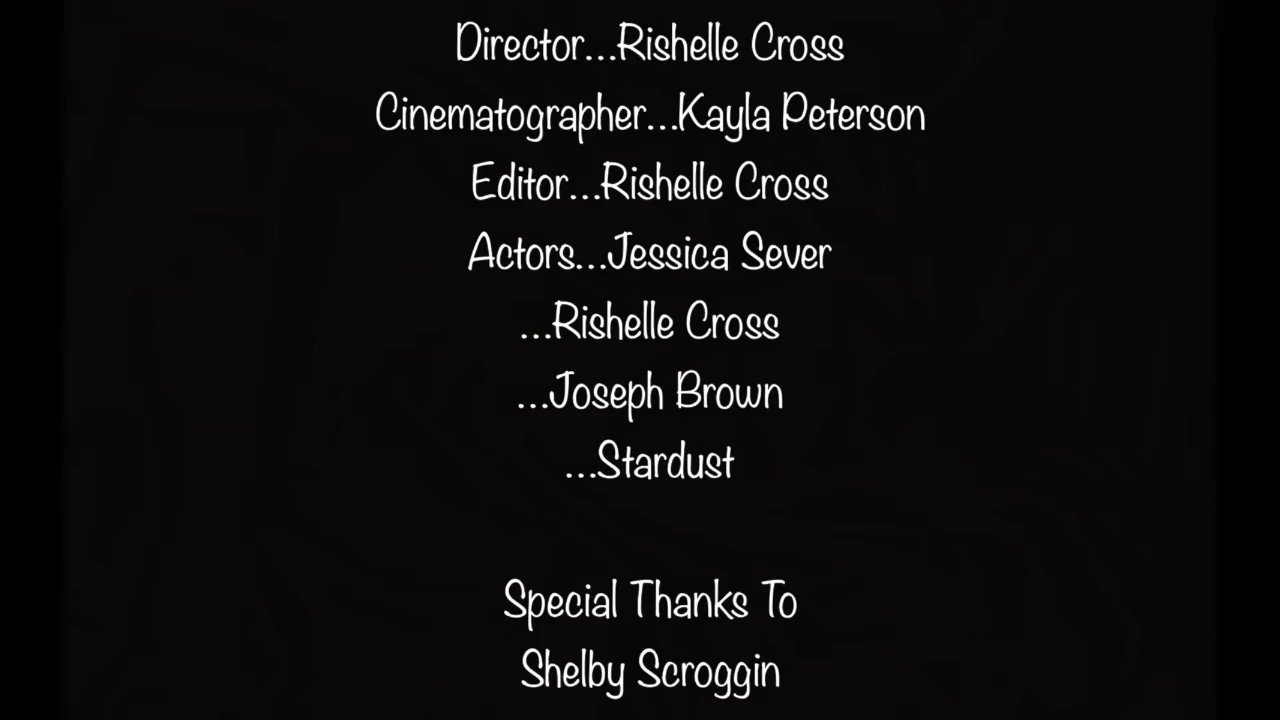 Director...Rishelle Cross
Cinematographer...Kayla Peterson
Editor...Rishelle Cross
Actors...Jessica Sever
...Rishelle Cross
...Joseph Brown
...Stardust
Special Thanks To
Shelby Scroggin